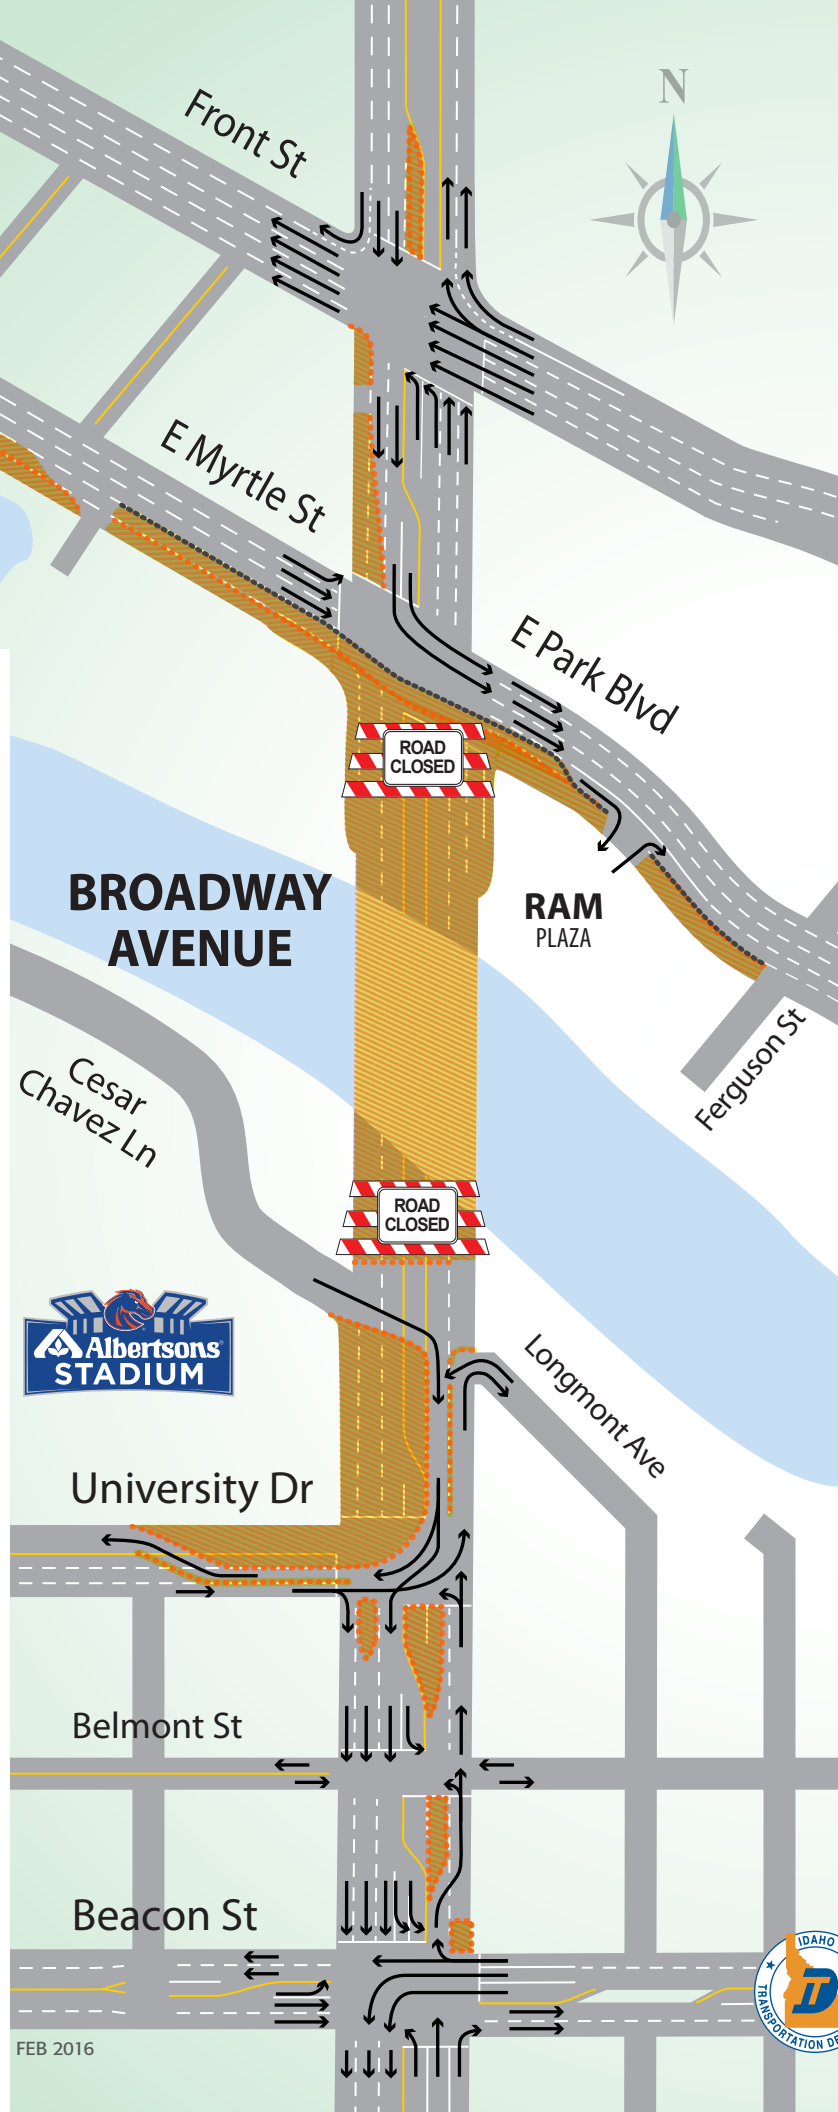 N
Front St
E Myrtle St
E Park Blvd
ROAD
CLOSED
BROADWAY
AVENUE
RAM
PLAZA
Ferguson St
Cesar
Chavez Ln
ROAD
CLOSED
Albertsons
STADIUM
Longmont Ave
University Dr
Belmont St
Beacon St
IDAHO
TRANSPORTATION DE
FEB 2016